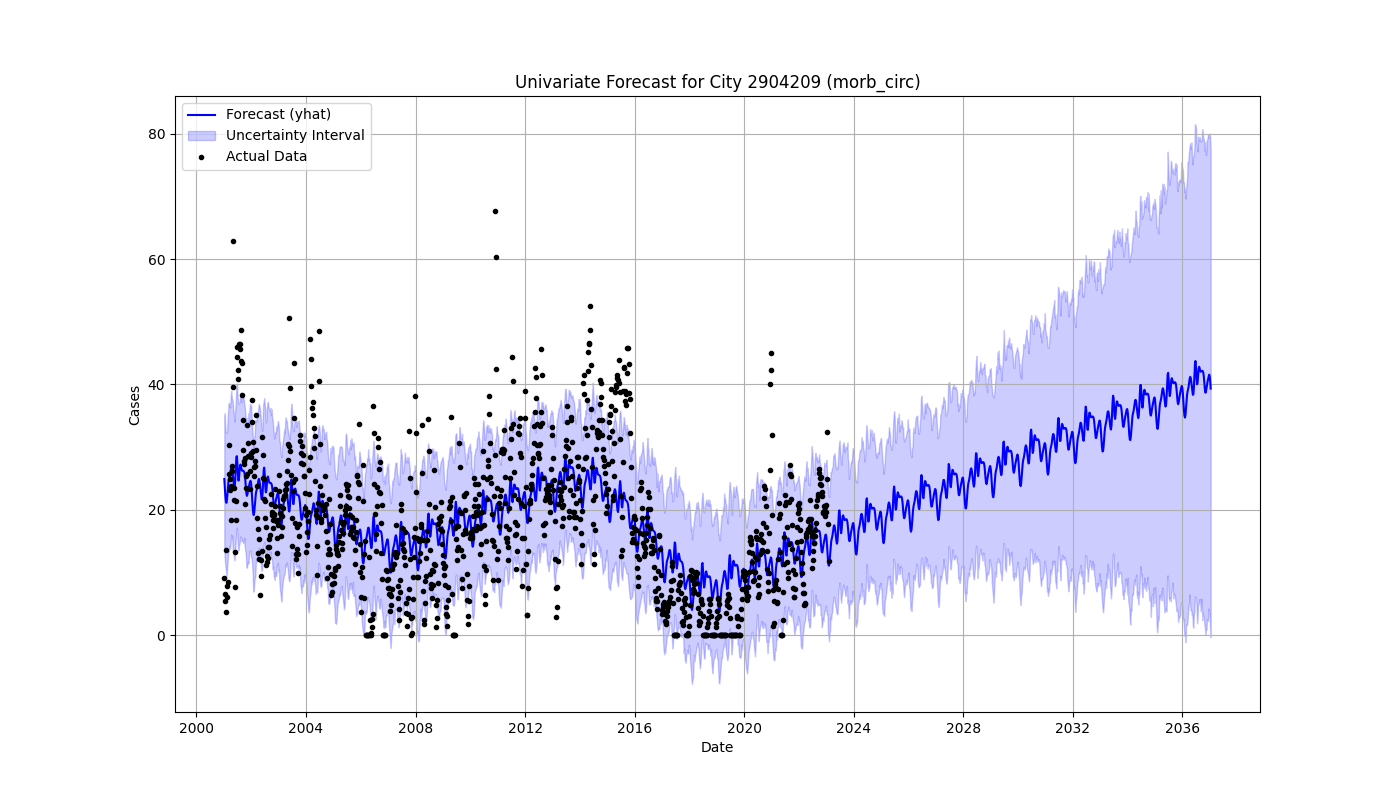 Univariate Forecast for City 2904209 (morb_circ)
Forecast (yhat)
Uncertainty Interval
Actual Data
80
60
40
20
0
Cases
2000 2004 2008 2012 2016 2020 2024 2028 2032 2036
Date